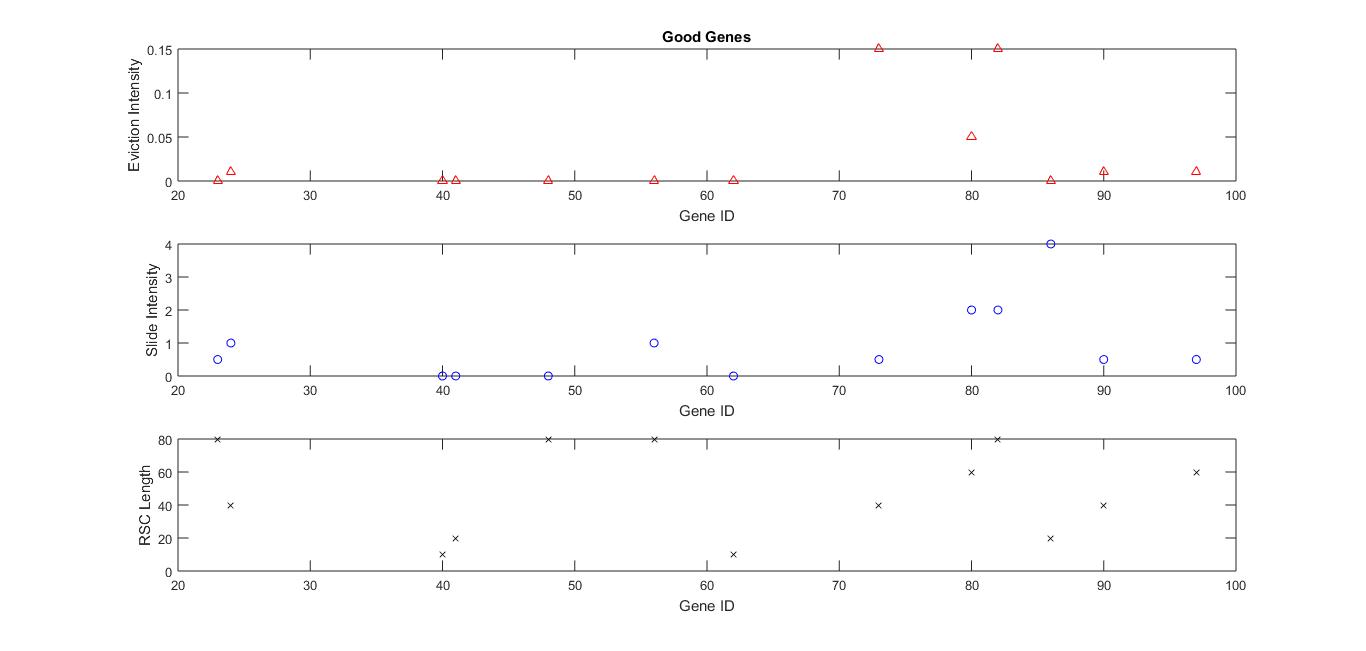 Good Genes
0.15
0.1
0.05
0
Eviction Intensity
20 30 40 50 60 70 80 90 100
Gene ID
4
3
2
1
0
Slide Intensity
20 30 40 50 60 70 80 90 100
Gene ID
80
60
40
20
0
RSC Length
20 30 40 50 60 70 80 90 100
Gene ID